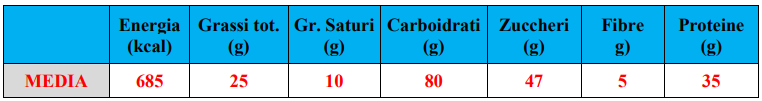 Energia (kcal) Grassi tot. (g) Gr. Saturi (g) Carboidrati (g) Zuccheri (g) Fibre g) Proteine (g)
MEDIA 685 25 10 80 47 5 35